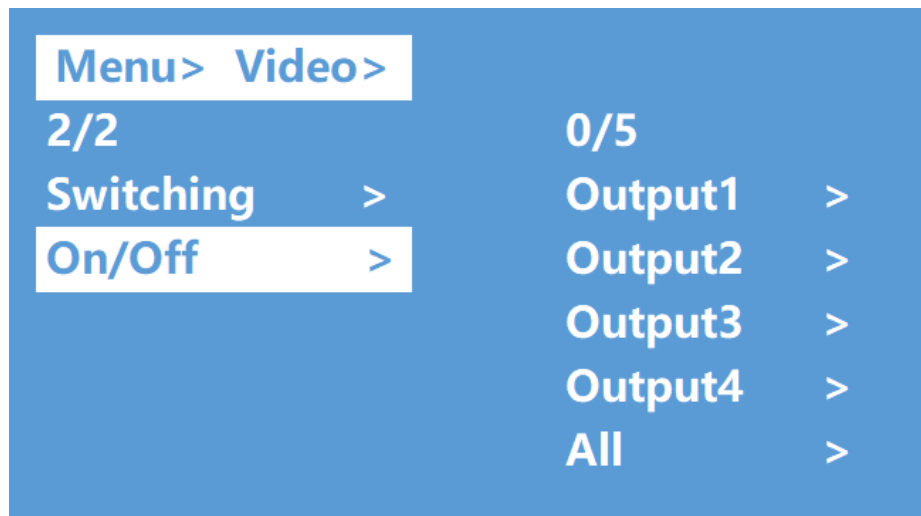 Menu> Video>
2/2 0/5
Switching > Output1 >
On/Off > Output2 >
Output3 >
Output4 >
All >